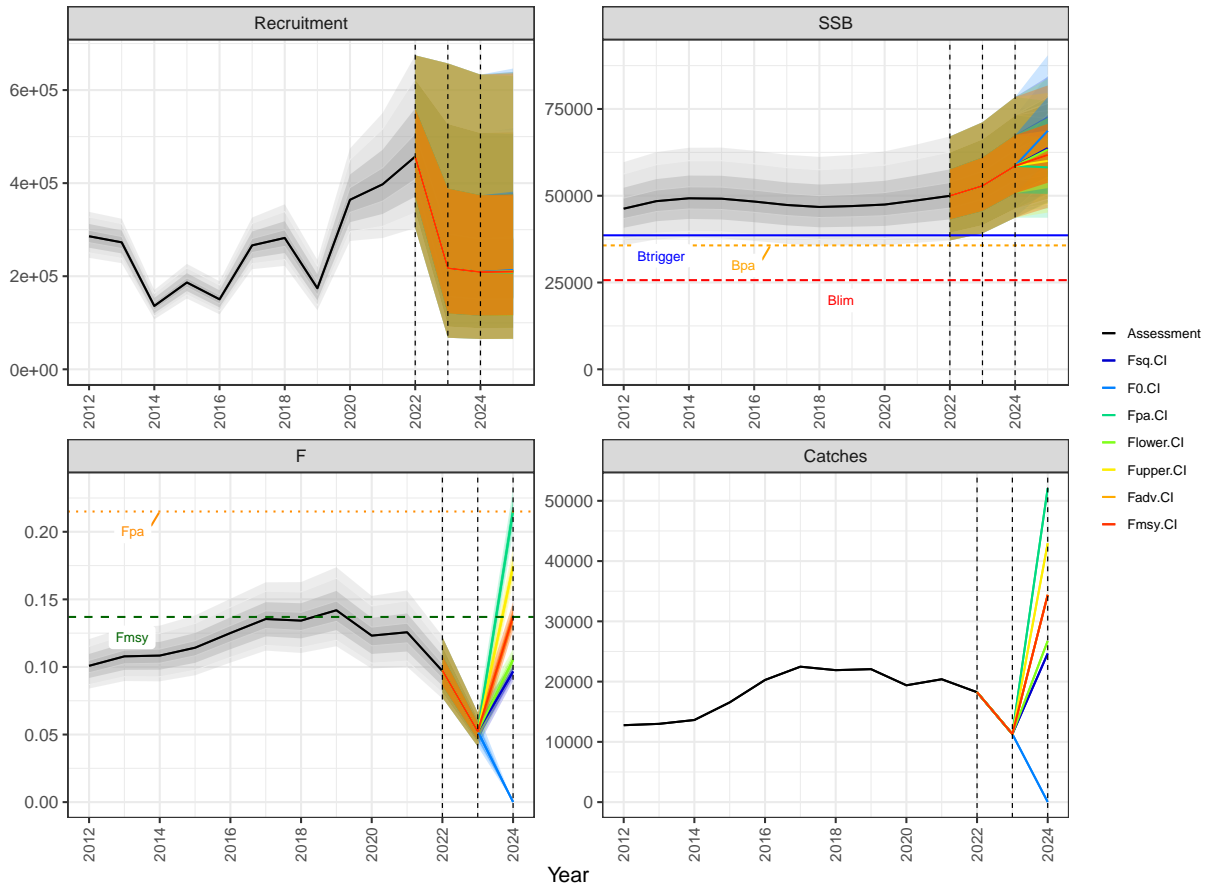 Recruitment
6e+05
4e+05
2e+05
0e+00
2012
2014
2016
2018
2020
2022
2024
SSB
75000
50000
25000
0
Btrigger
Bpa
Blim
2012
2014
2016
2018
2020
2022
2024
F
0.20
0.15
0.10
0.05
0.00
Fpa
Fmsy
2012
2014
2016
2018
2020
2022
2024
Catches
50000
40000
30000
20000
10000
0
2012
2014
2016
2018
2020
2022
2024
Year
Assessment
Fsq.CI
F0.CI
Fpa.CI
Flower.CI
Fupper.CI
Fadv.CI
Fmsy.CI